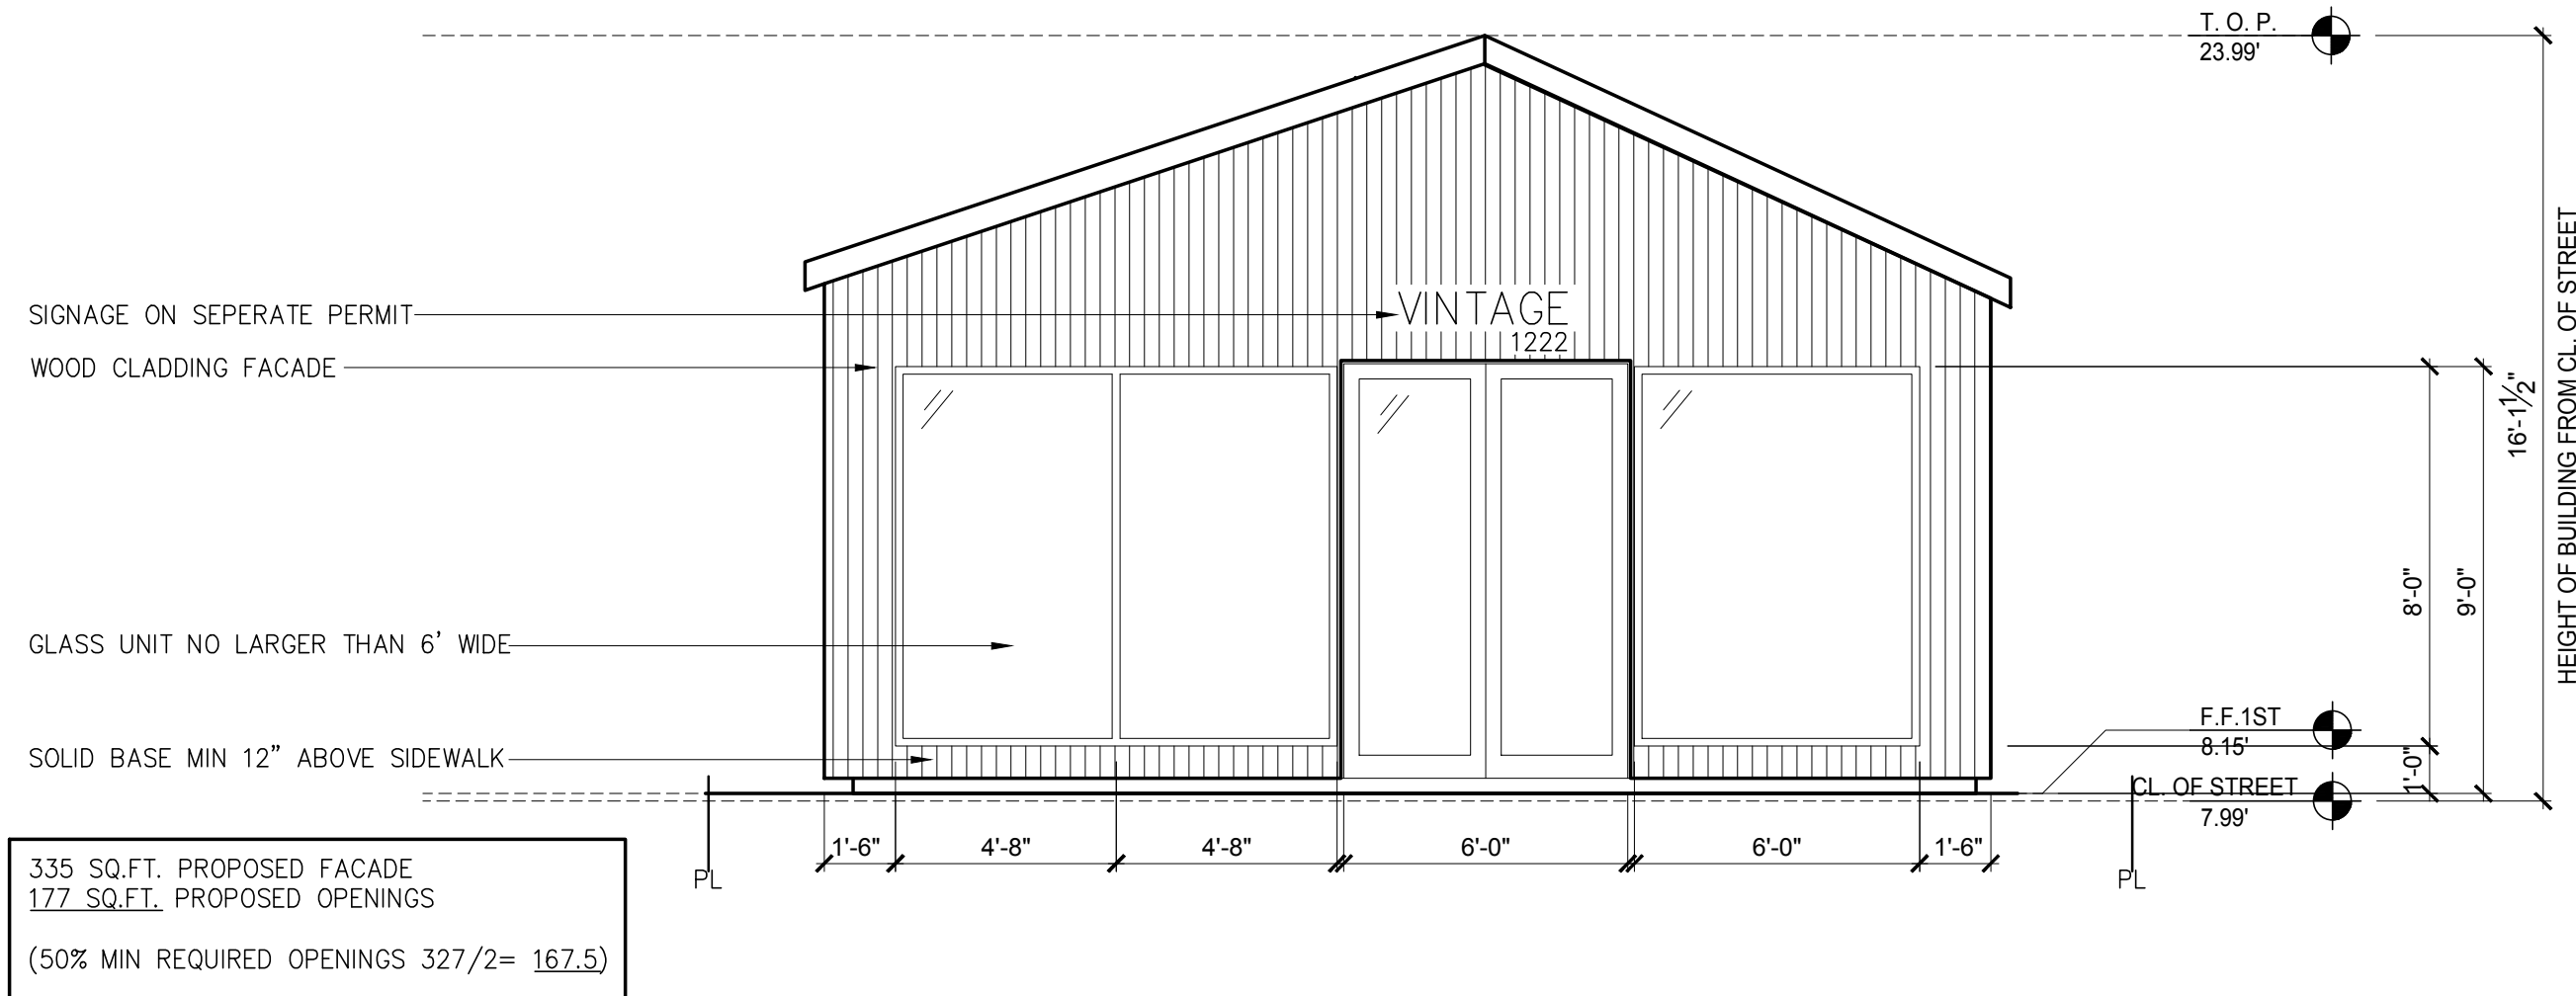 T. O. P.
23.99'
SIGNAGE ON SEPERATE PERMIT
VINTAGE
1222
WOOD CLADDING FACADE
GLASS UNIT NO LARGER THAN 6' WIDE
SOLID BASE MIN 12" ABOVE SIDEWALK
16'-1 1/2"
HEIGHT OF BUILDING FROM CL. OF STREET
8'-0"
9'-0"
F.F.1ST
8.15'
1'-0"
CL. OF STREET
7.99'
1'-6"
4'-8"
4'-8"
6'-0"
6'-0"
1'-6"
PL
PL
335 SQ.FT. PROPOSED FACADE
177 SQ.FT. PROPOSED OPENINGS
(50% MIN REQUIRED OPENINGS 327/2= 167.5)